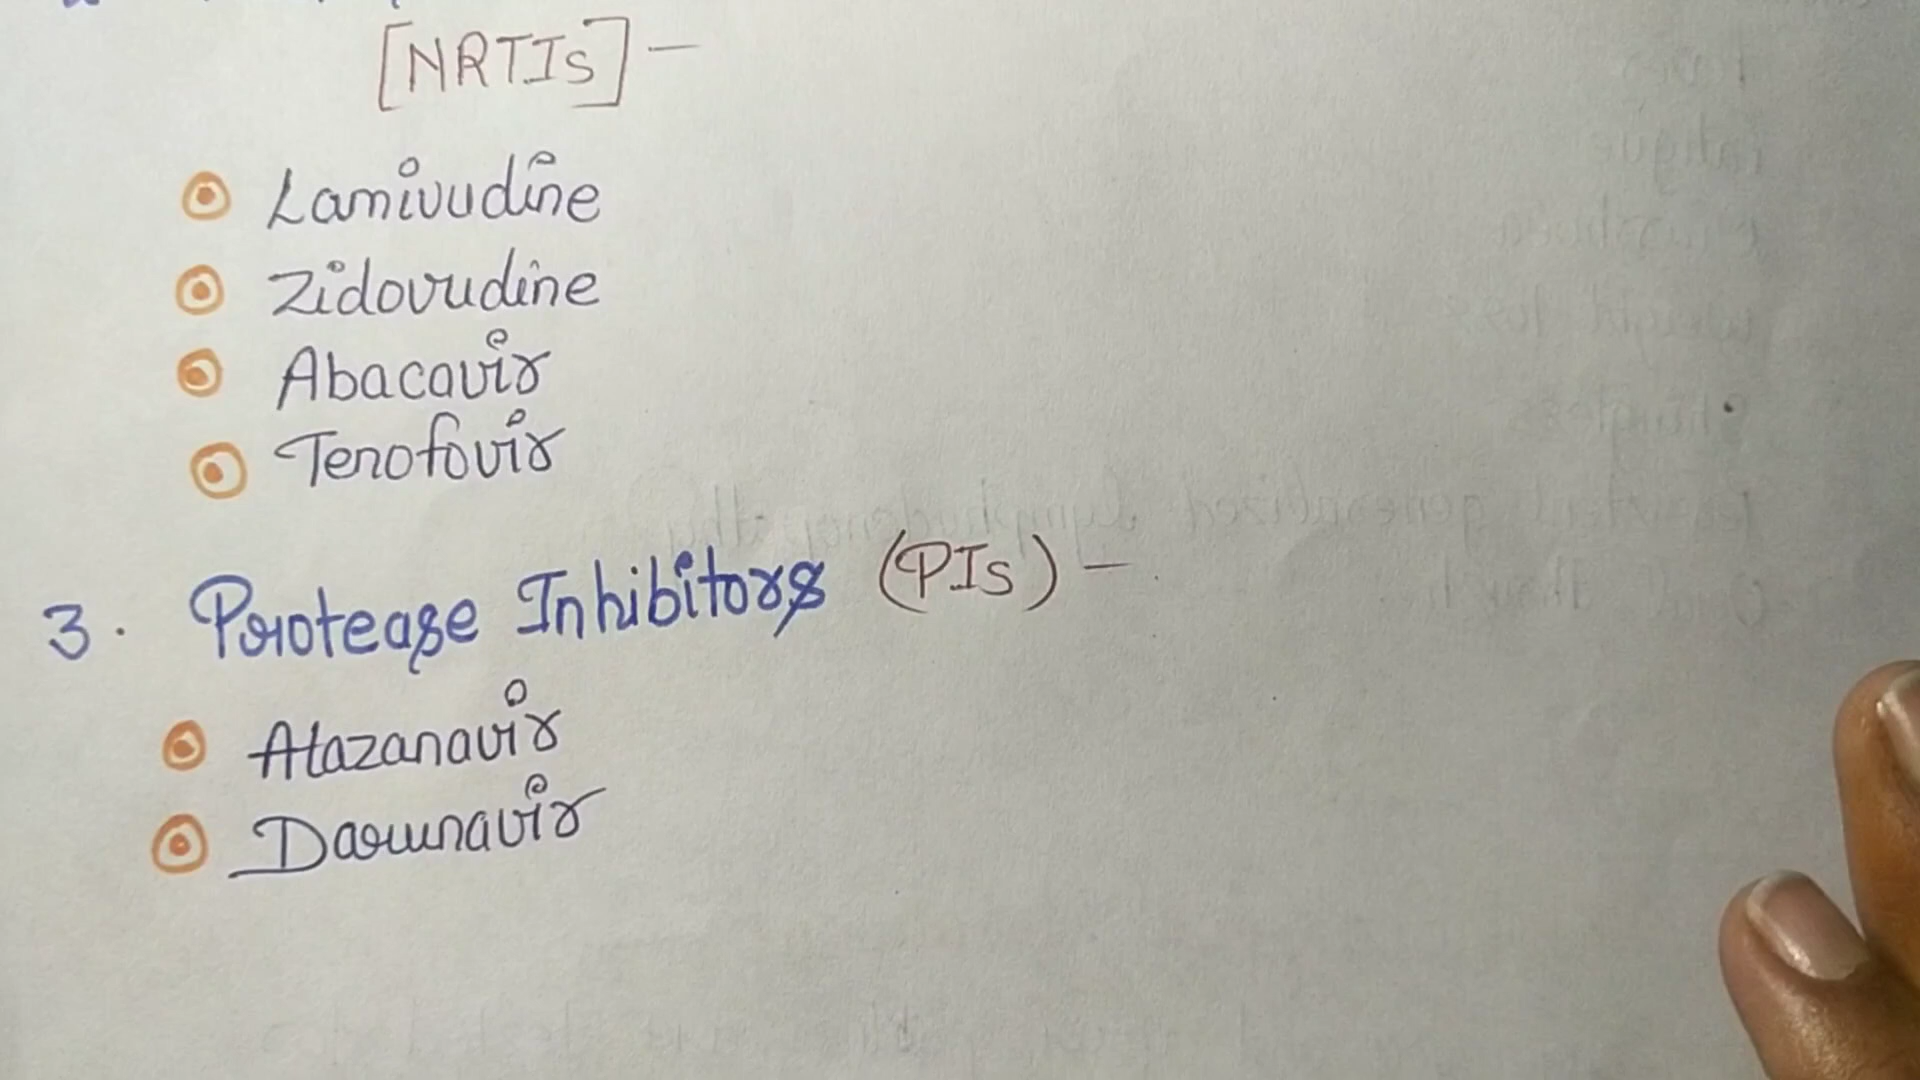 [NRTIs] -
Lamivudine
Zidovudine
Abacavir
Tenofovir
3. Protease Inhibitors (PIs) -
Atazanavir
Darunavir